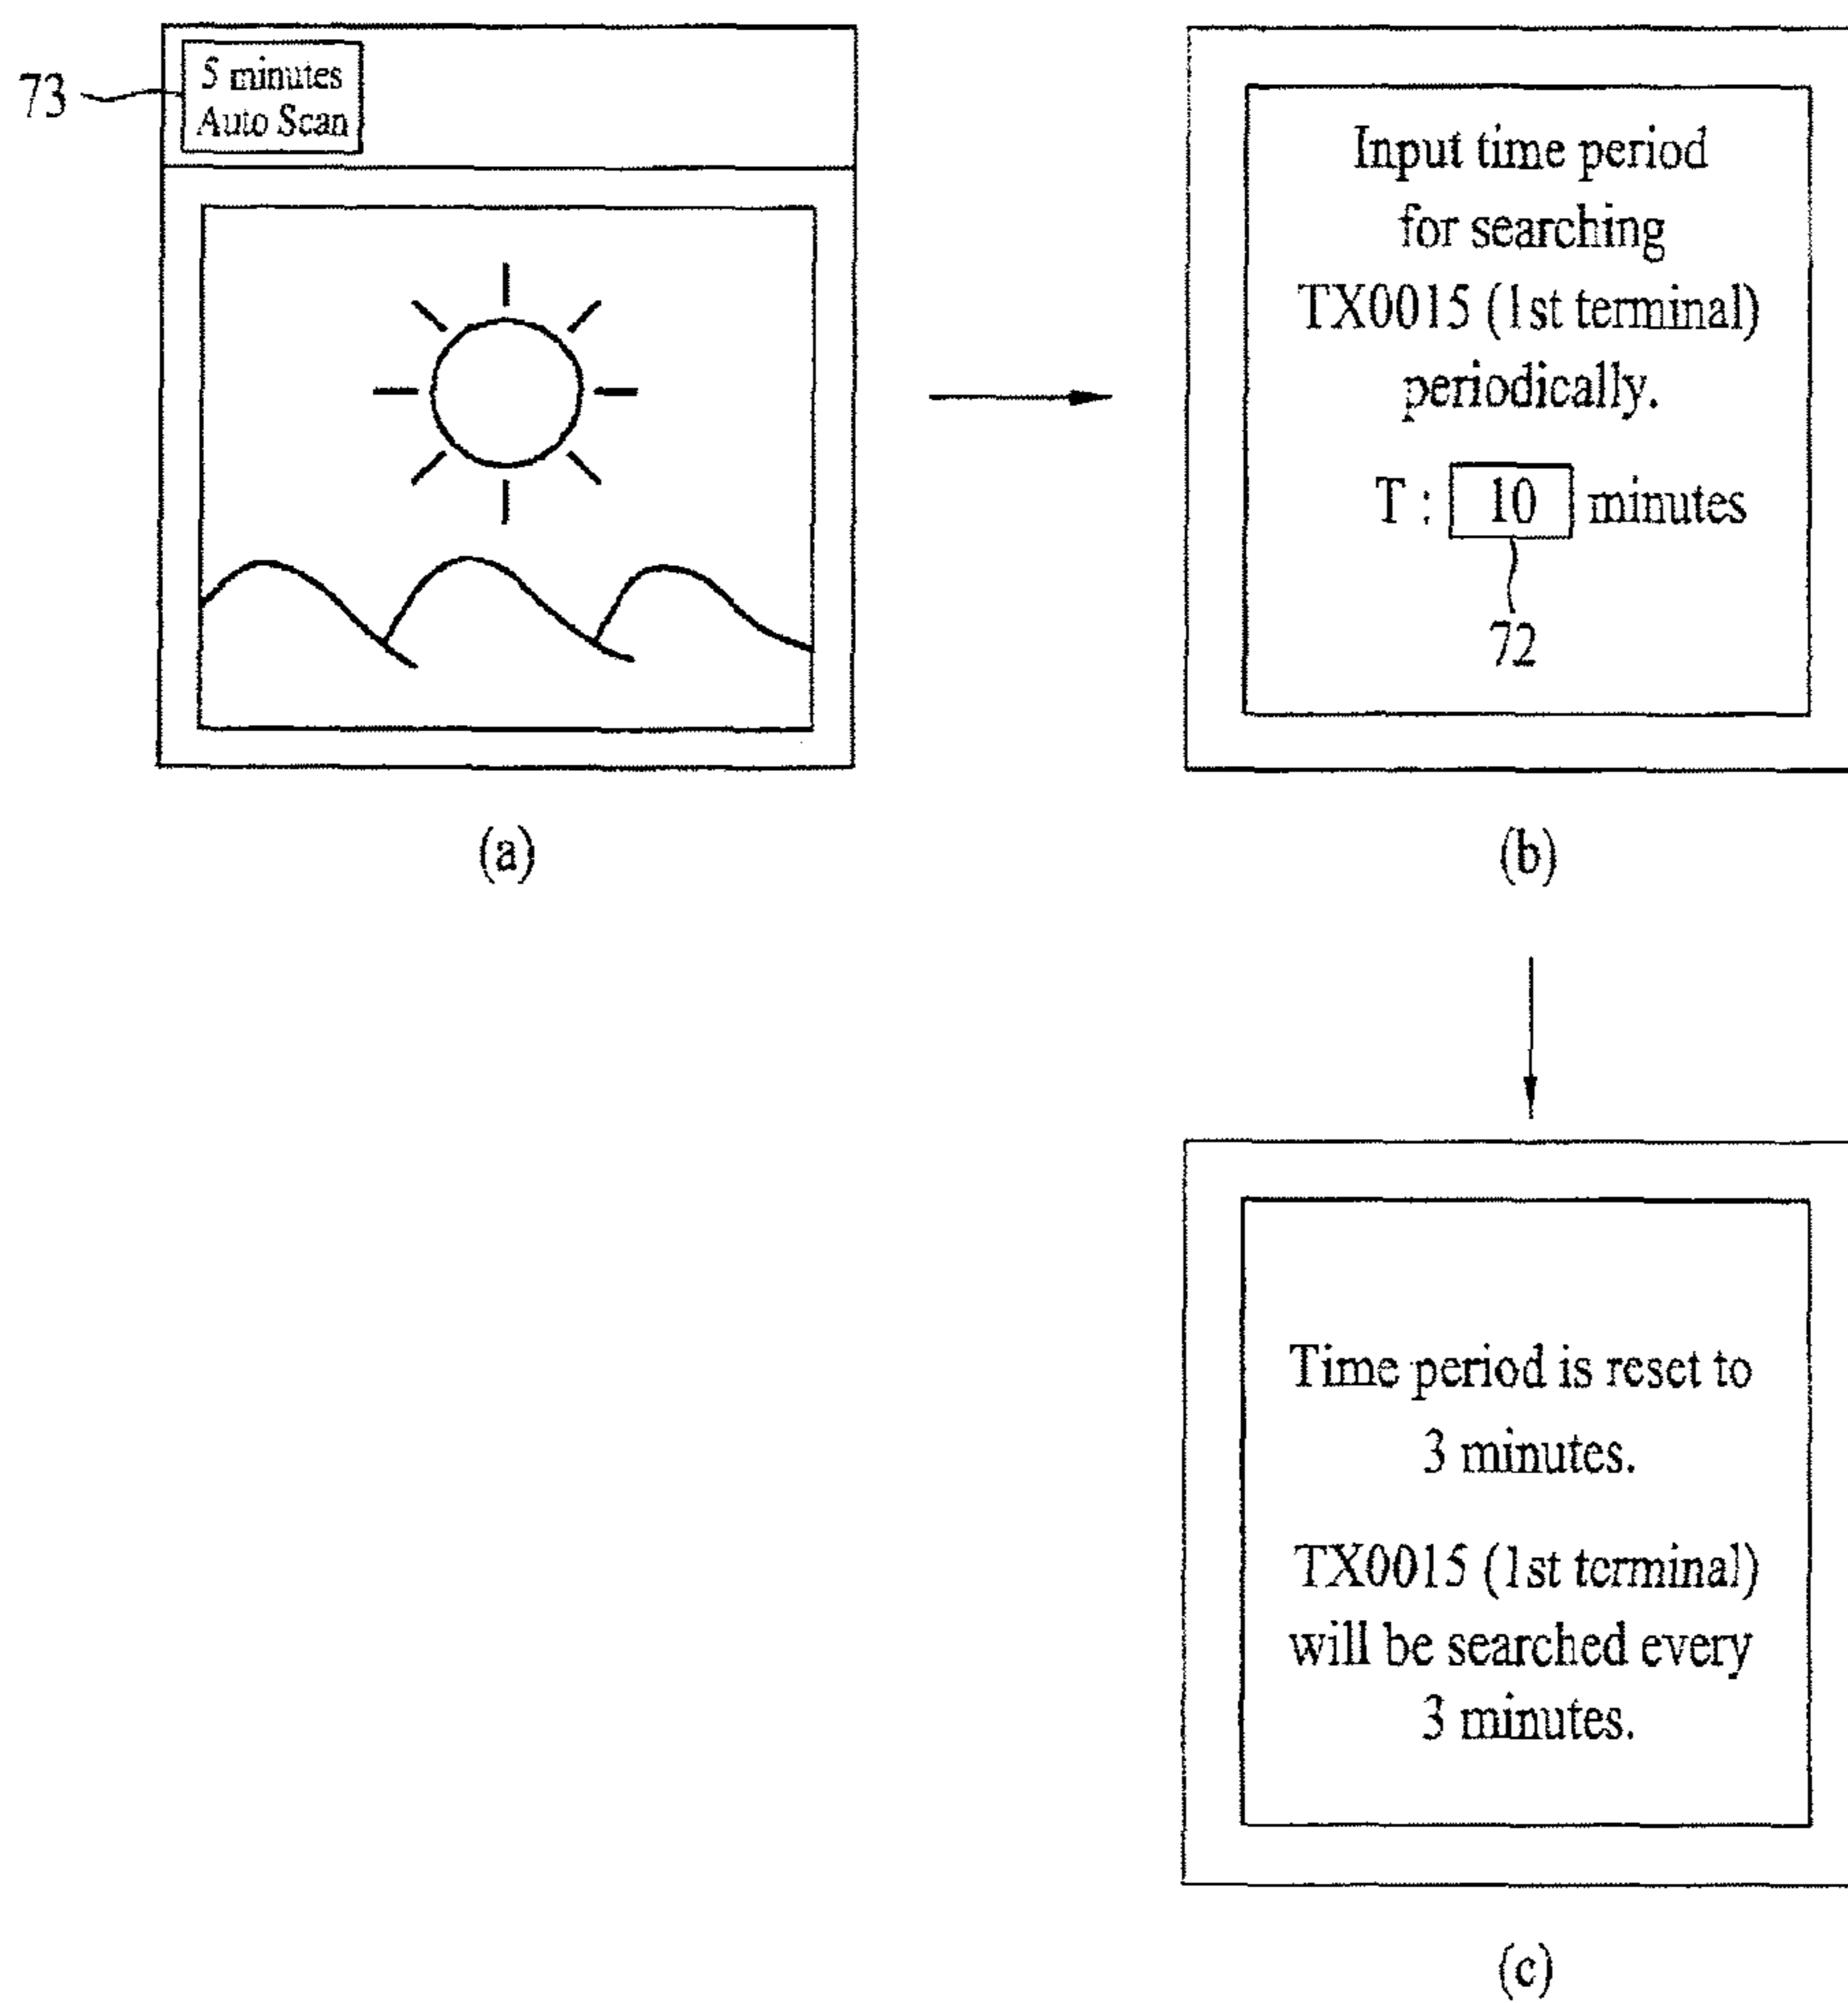 73
5 minutes
Auto Scan
(a)
Input time period
for searching
TX0015 (1st terminal)
periodically.
T : 10 minutes
72
(b)
Time period is reset to
3 minutes.
TX0015 (1st terminal)
will be searched every
3 minutes.
(c)